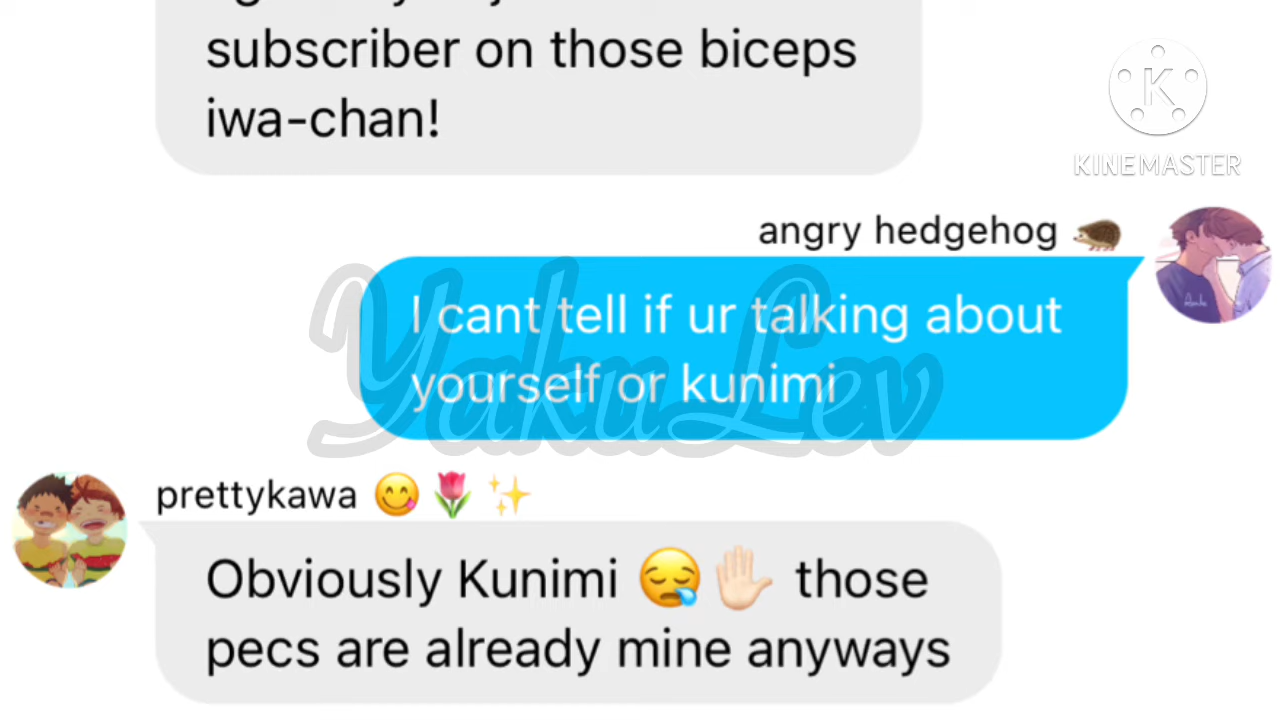 subscriber on those biceps
iwa-chan!
K
KINEMASTER
angry hedgehog 🦔
I cant tell if ur talking about
yourself or kunimi
YakuLev
prettykawa 😋🌷✨
Obviously Kunimi 😪✋🏻 those
pecs are already mine anyways